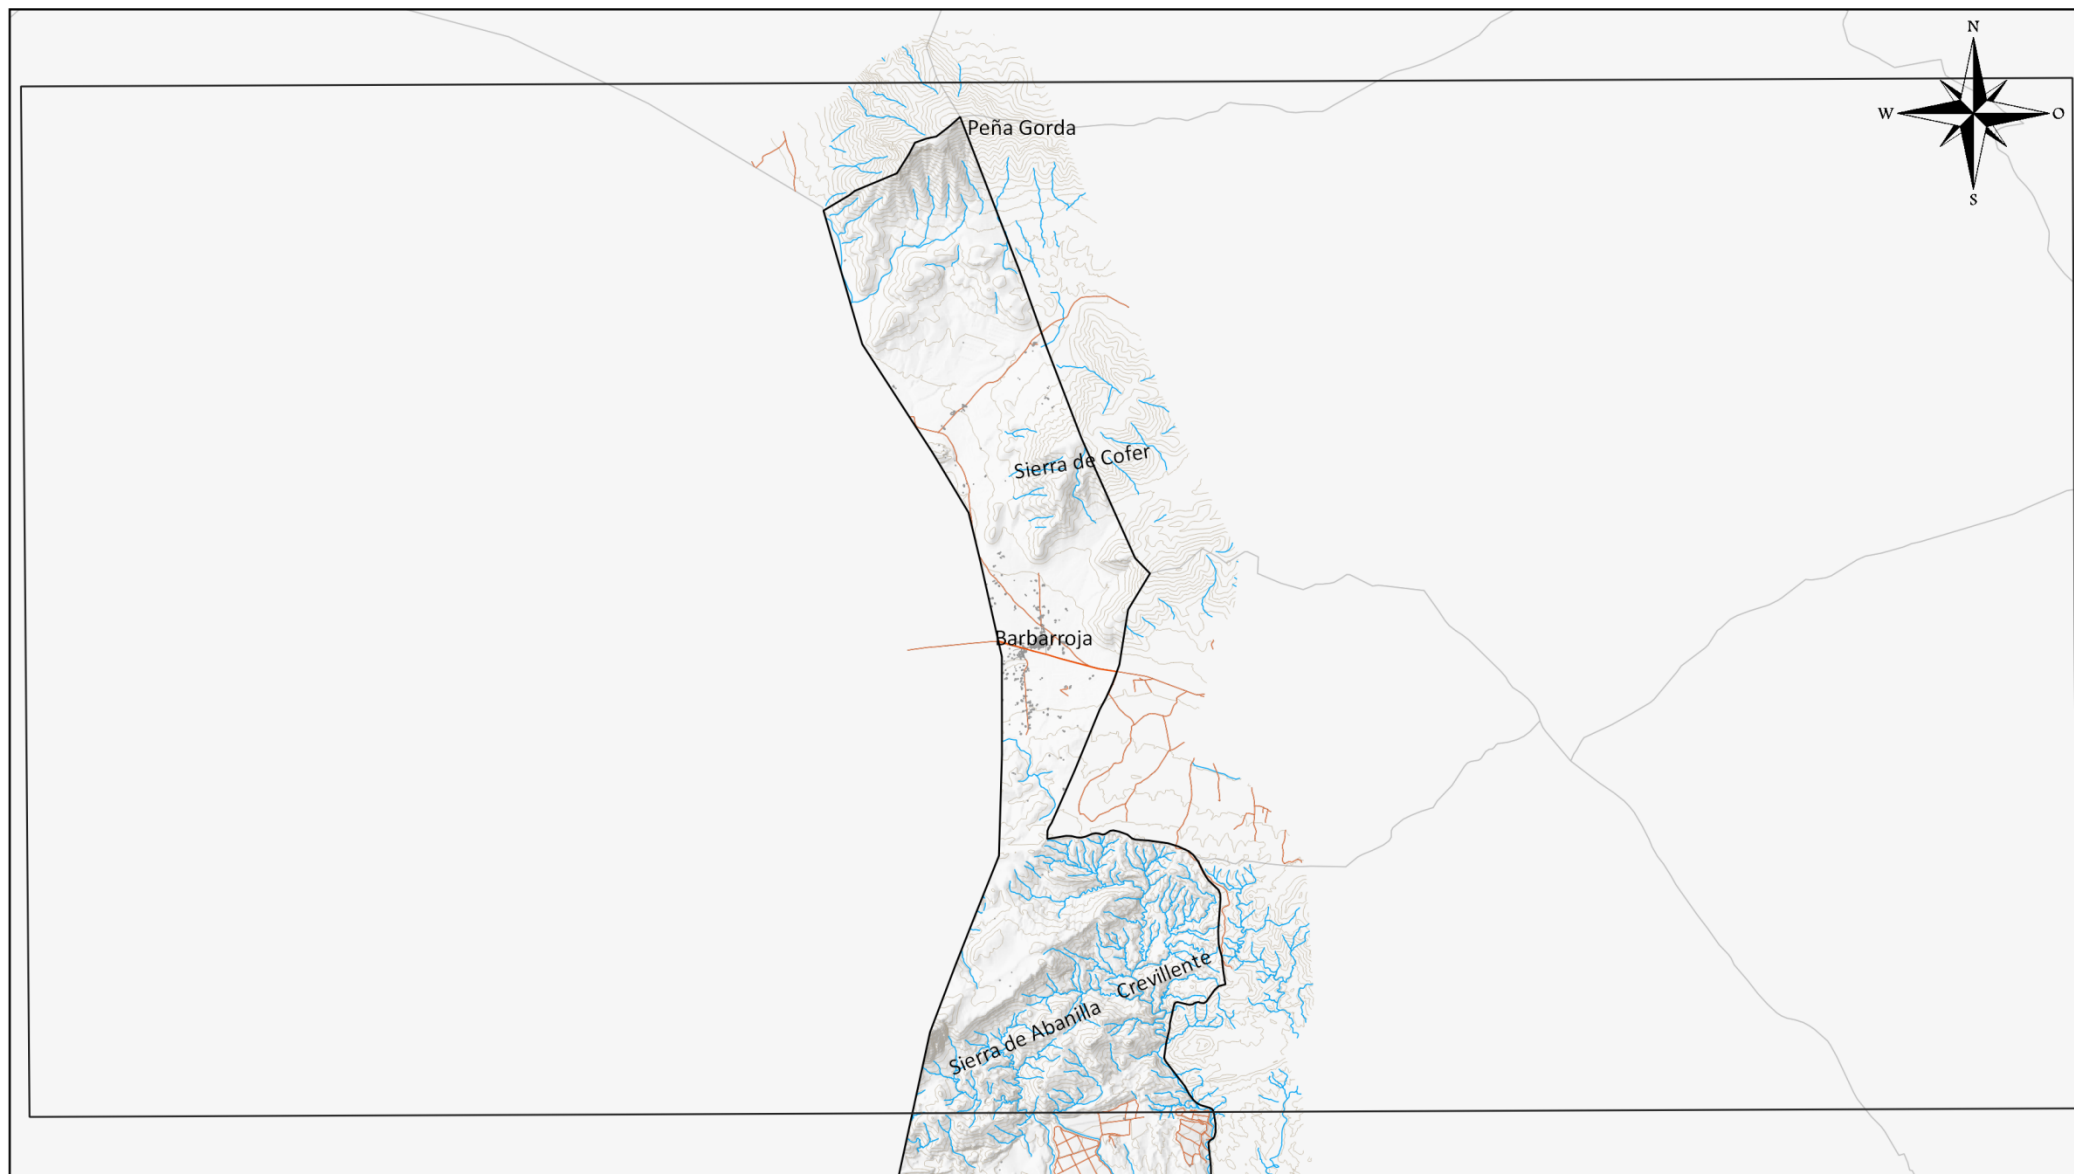 N
W
O
S
Peña Gorda
Sierra de Cofer
Barbarroja
Sierra de Abanilla Crevillente